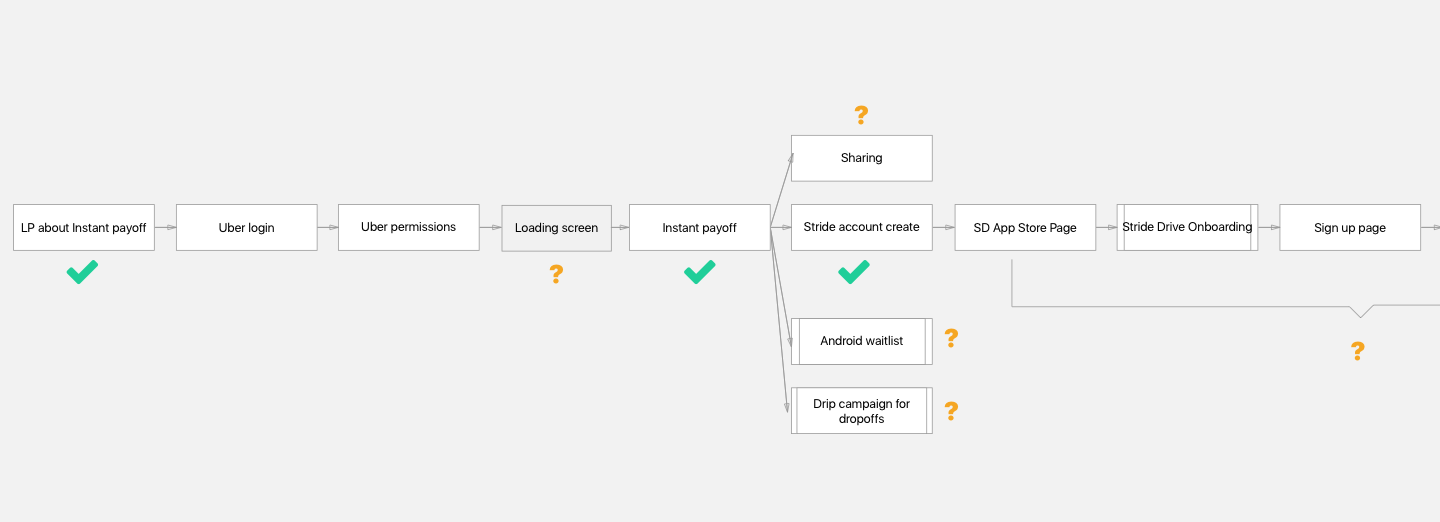 ?
Sharing
LP about Instant payoff
Uber login
Uber permissions
Loading screen
Instant payoff
Stride account create
SD App Store Page
Stride Drive Onboarding
Sign up page
?
Android waitlist
?
?
Drip campaign for
dropoffs
?